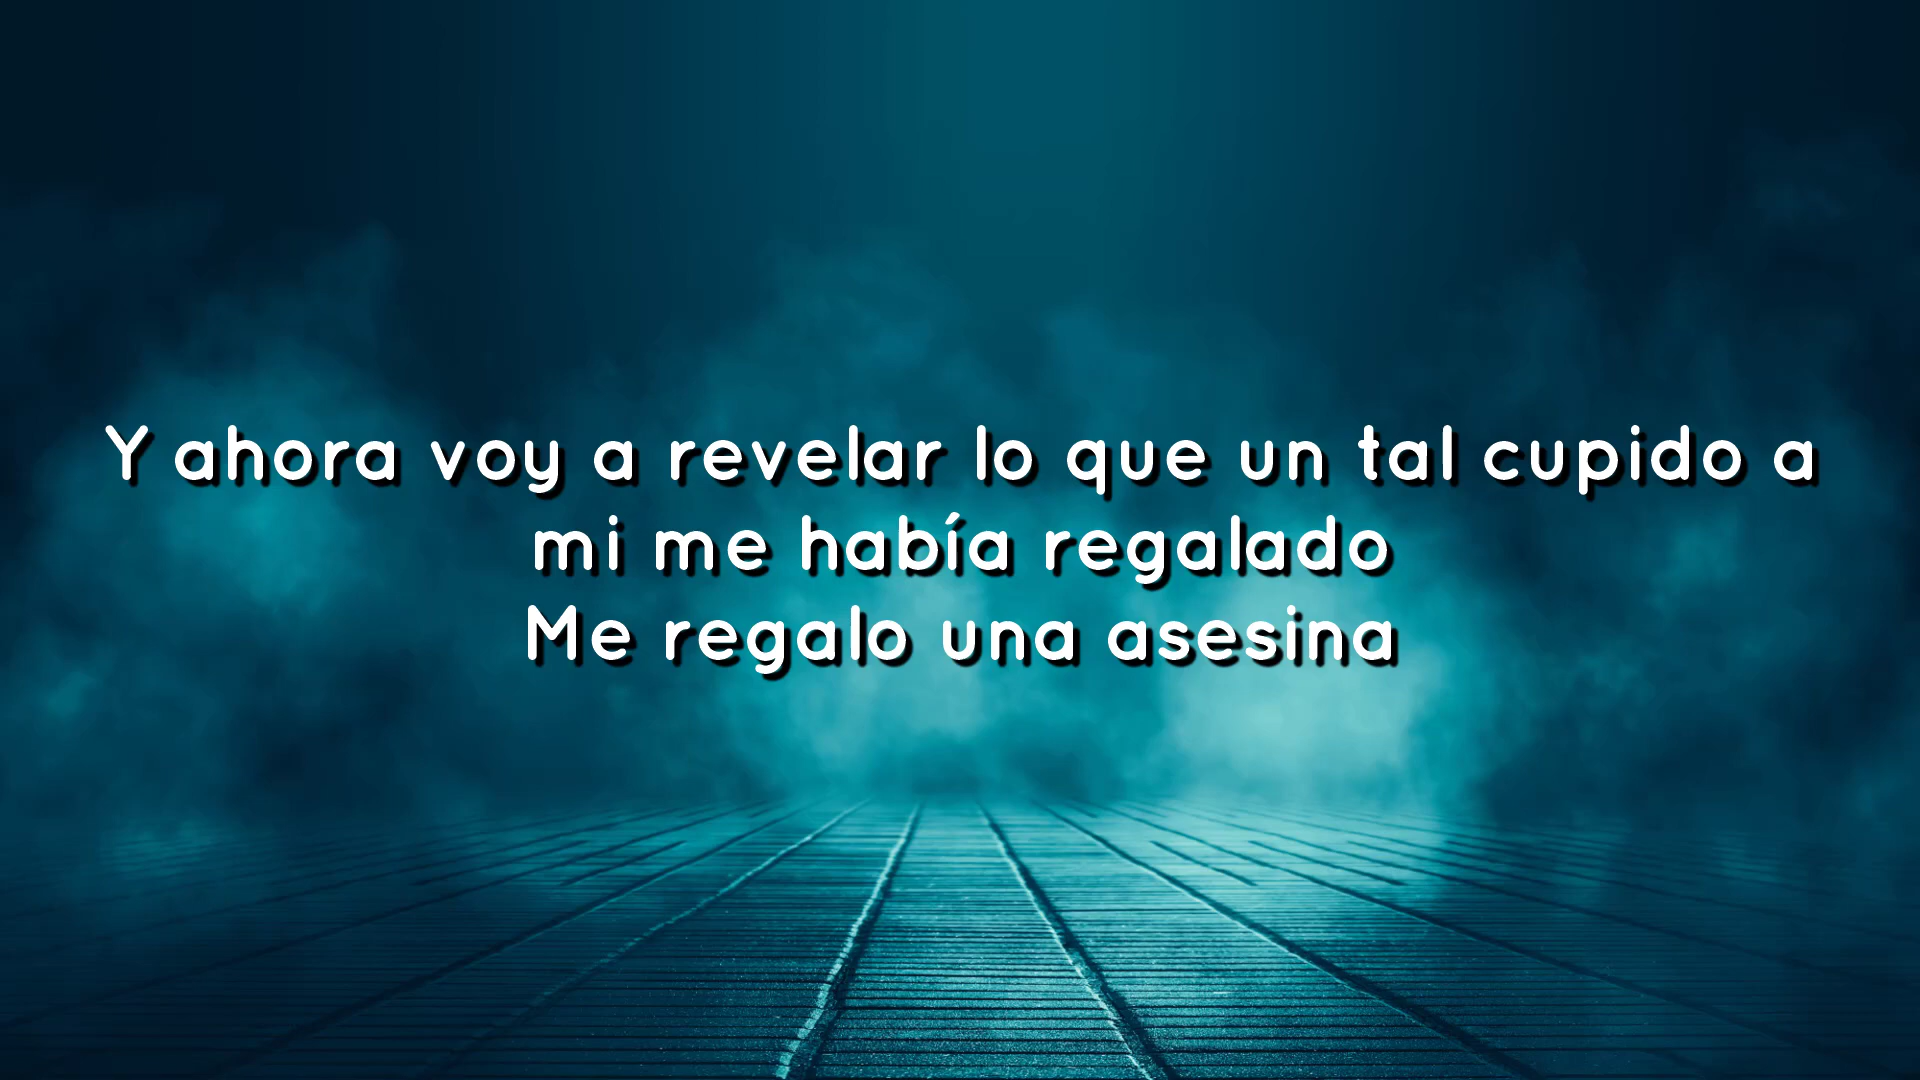 Y ahora voy a revelar lo que un tal cupido a
mi me había regalado
Me regalo una asesina